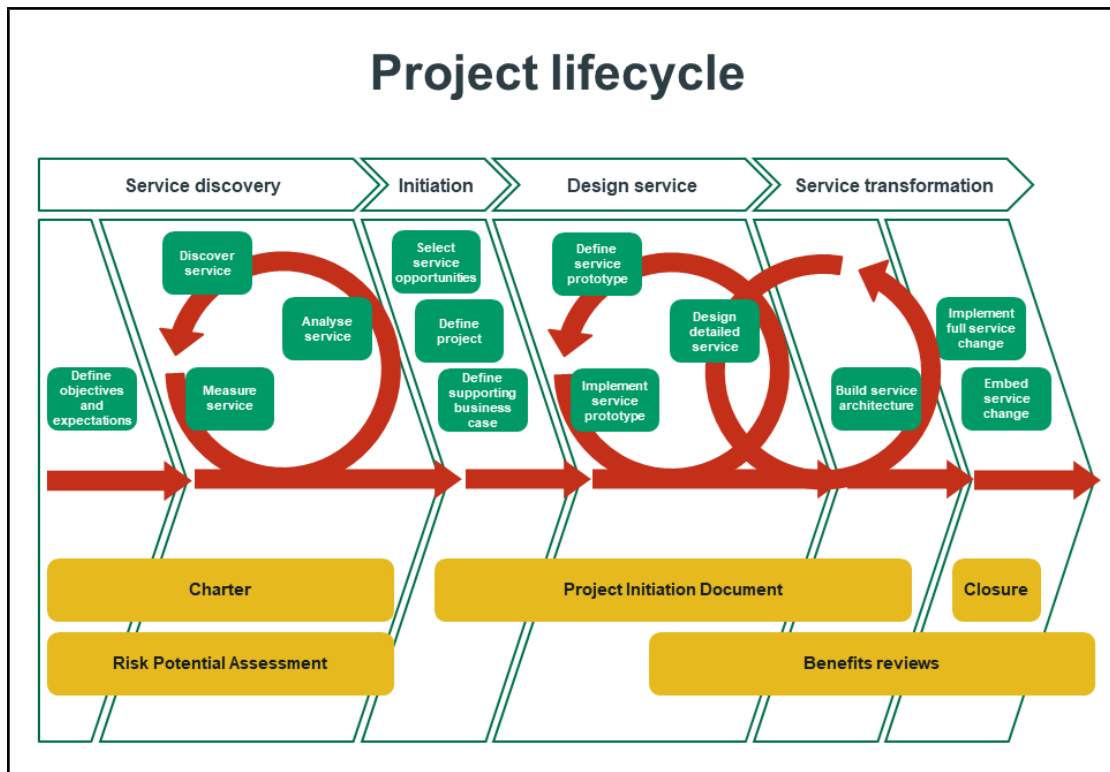 Project lifecycle
Service discovery
Initiation
Design service
Service transformation
Discover
service
Analyse
service
Measure
service
Define
objectives
and
expectations
Select
service
opportunities
Define
project
Define
supporting
business
case
Define
service
prototype
Design
detailed
service
Implement
service
prototype
Build service
architecture
Implement
full service
change
Embed
service
change
Charter
Project Initiation Document
Closure
Risk Potential Assessment
Benefits reviews